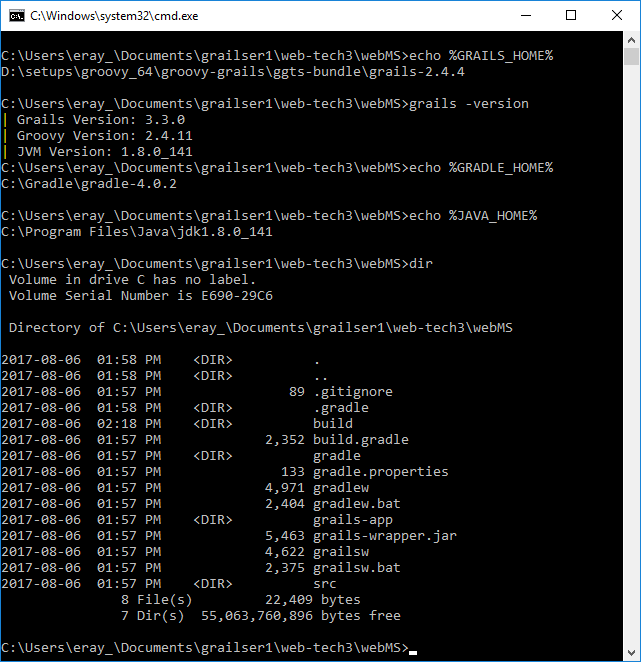 C:\Windows\system32\cmd.exe
C:\Users\eray_\Documents\grailser1\web-tech3\webMS>echo %GRAILS_HOME%
D:\setups\groovy_64\groovy-grails\ggts-bundle\grails-2.4.4
C:\Users\eray_\Documents\grailser1\web-tech3\webMS>grails -version
| Grails Version: 3.3.0
| Groovy Version: 2.4.11
| JVM Version: 1.8.0_141
C:\Users\eray_\Documents\grailser1\web-tech3\webMS>echo %GRADLE_HOME%
C:\Gradle\gradle-4.0.2
C:\Users\eray_\Documents\grailser1\web-tech3\webMS>echo %JAVA_HOME%
C:\Program Files\Java\jdk1.8.0_141
C:\Users\eray_\Documents\grailser1\web-tech3\webMS>dir
 Volume in drive C has no label.
 Volume Serial Number is E690-29C6
 Directory of C:\Users\eray_\Documents\grailser1\web-tech3\webMS
2017-08-06  01:58 PM    <DIR>          .
2017-08-06  01:58 PM    <DIR>          ..
2017-08-06  01:57 PM                89 .gitignore
2017-08-06  01:58 PM    <DIR>          .gradle
2017-08-06  02:18 PM    <DIR>          build
2017-08-06  01:57 PM             2,352 build.gradle
2017-08-06  01:57 PM    <DIR>          gradle
2017-08-06  01:57 PM               133 gradle.properties
2017-08-06  01:57 PM             4,971 gradlew
2017-08-06  01:57 PM             2,404 gradlew.bat
2017-08-06  01:57 PM    <DIR>          grails-app
2017-08-06  01:57 PM             5,463 grails-wrapper.jar
2017-08-06  01:57 PM             4,622 grailsw
2017-08-06  01:57 PM             2,375 grailsw.bat
2017-08-06  01:57 PM    <DIR>          src
               8 File(s)         22,409 bytes
               7 Dir(s)  55,063,760,896 bytes free
C:\Users\eray_\Documents\grailser1\web-tech3\webMS>